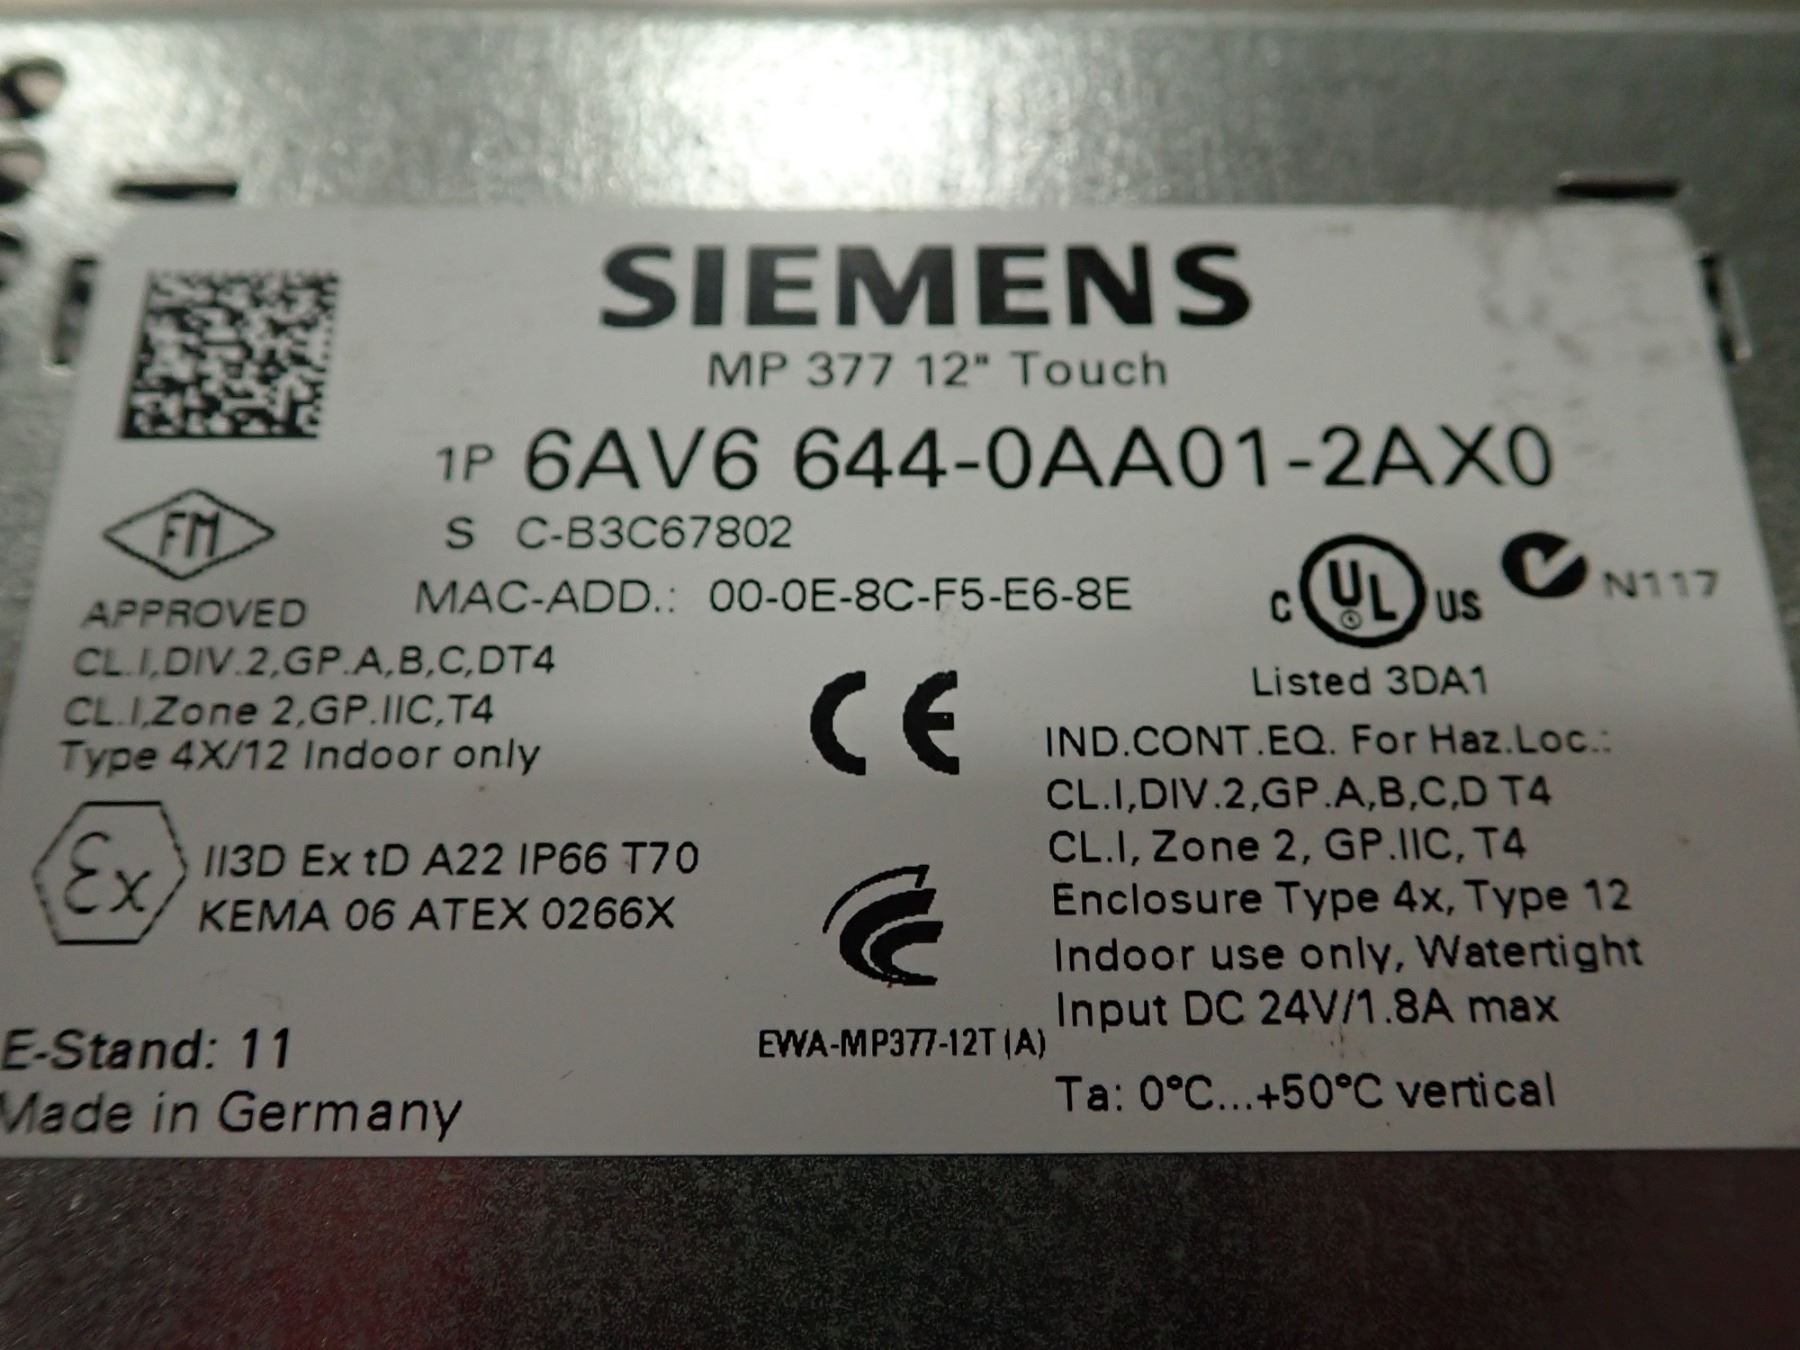 SIEMENS
MP 377 12" Touch
1P 6AV6 644-0AA01-2AX0
S C-B3C67802
MAC-ADD.: 00-0E-8C-F5-E6-8E
FM
APPROVED
CL.I,DIV.2,GP.A,B,C,DT4
CL.I,Zone 2,GP.IIC,T4
Type 4X/12 Indoor only
C UL US
N117
Listed 3DA1
CE
IND.CONT.EQ. For Haz.Loc.:
CL.I,DIV.2,GP.A,B,C,D T4
CL.I, Zone 2, GP.IIC, T4
Enclosure Type 4x, Type 12
Indoor use only, Watertight
Input DC 24V/1.8A max
Ta: 0°C...+50°C vertical
Ex
II3D Ex tD A22 IP66 T70
KEMA 06 ATEX 0266X
EWA-MP377-12T (A)
E-Stand: 11
Made in Germany